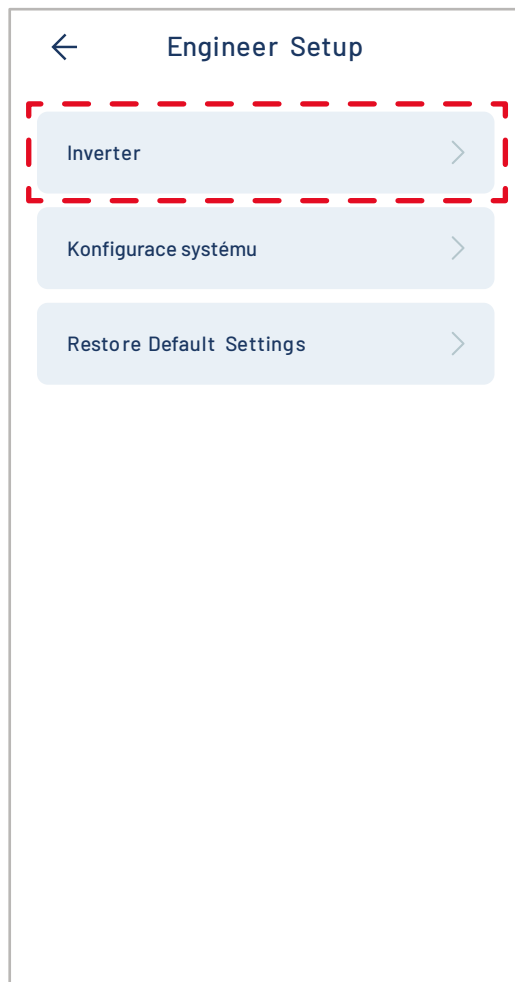 Engineer Setup
Inverter
Konfigurace systému
Restore Default Settings